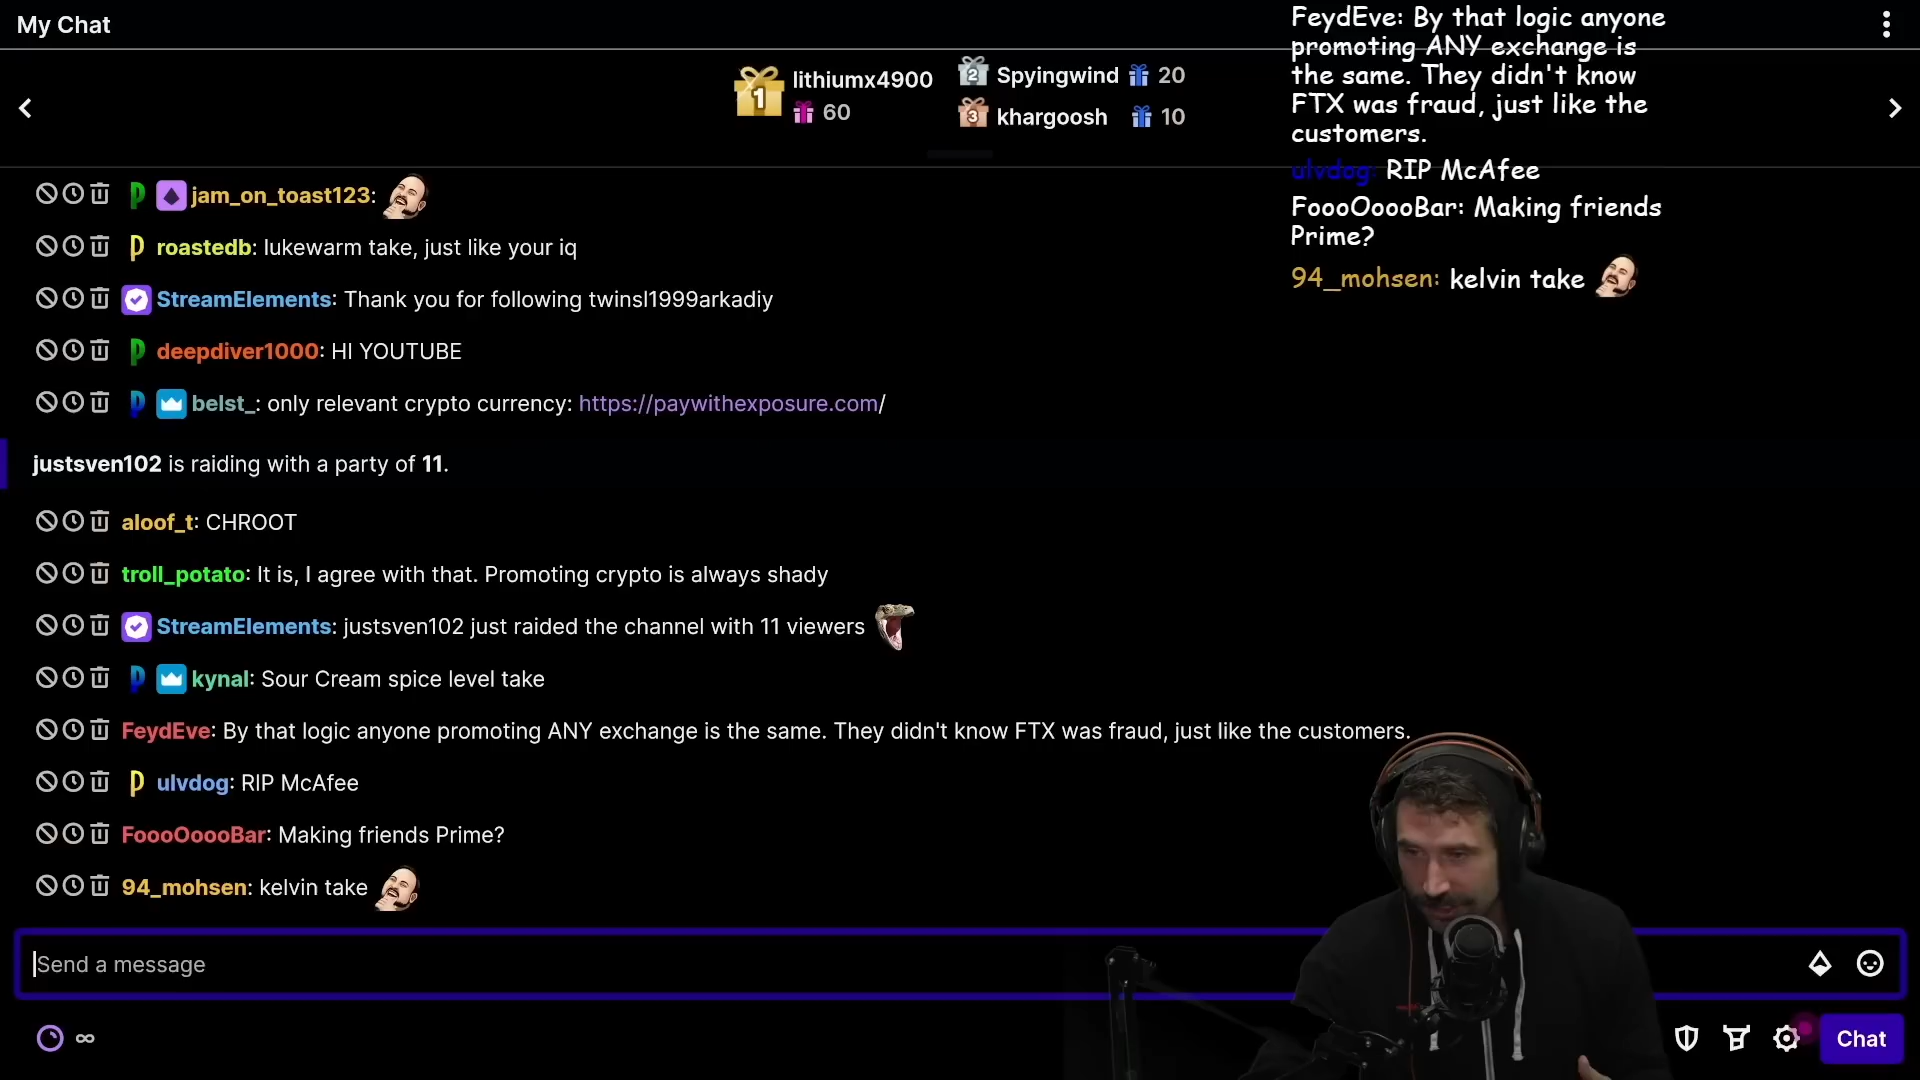 My Chat
1
lithiumx4900
60
2 Spyingwind 20
3 khargoosh 10
FeydEve: By that logic anyone
promoting ANY exchange is
the same. They didn't know
FTX was fraud, just like the
customers.
ulvdog: RIP McAfee
FoooOoooBar: Making friends
Prime?
94_mohsen: kelvin take
jam_on_toast123:
roastedb: lukewarm take, just like your iq
StreamElements: Thank you for following twinsl1999arkadiy
deepdiver1000: HI YOUTUBE
belst_: only relevant crypto currency: https://paywithexposure.com/
justsven102 is raiding with a party of 11.
aloof_t: CHROOT
troll_potato: It is, I agree with that. Promoting crypto is always shady
StreamElements: justsven102 just raided the channel with 11 viewers
kynal: Sour Cream spice level take
FeydEve: By that logic anyone promoting ANY exchange is the same. They didn't know FTX was fraud, just like the customers.
ulvdog: RIP McAfee
FoooOoooBar: Making friends Prime?
94_mohsen: kelvin take
Send a message
∞
Chat